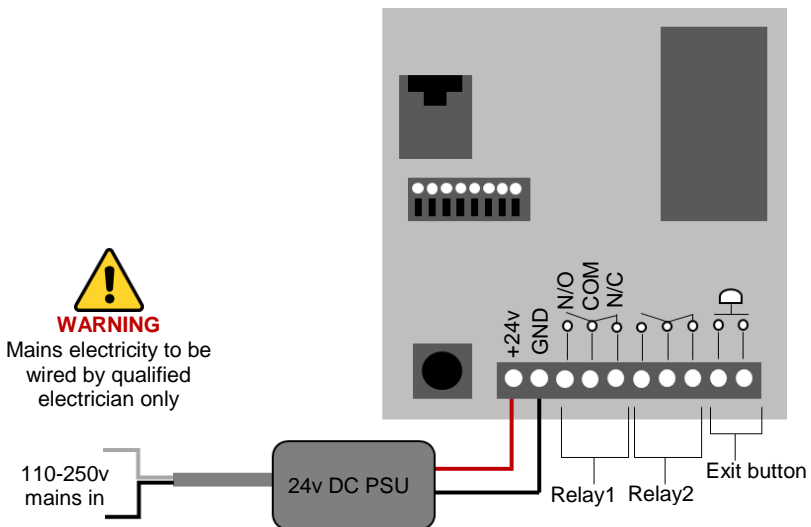 N/O
COM
N/C
+24v
GND
WARNING
Mains electricity to be
wired by qualified
electrician only
110-250v
mains in
24v DC PSU
Relay1
Relay2
Exit button